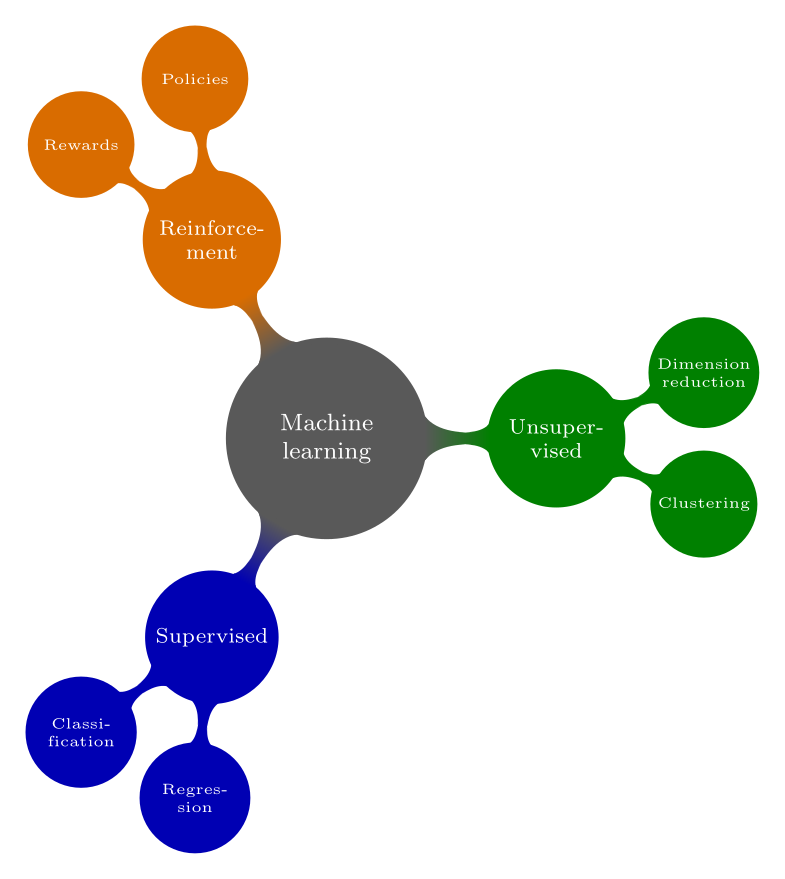 Policies
Rewards
Reinforce-
ment
Machine
learning
Dimension
reduction
Unsuper-
vised
Clustering
Supervised
Classi-
fication
Regres-
sion